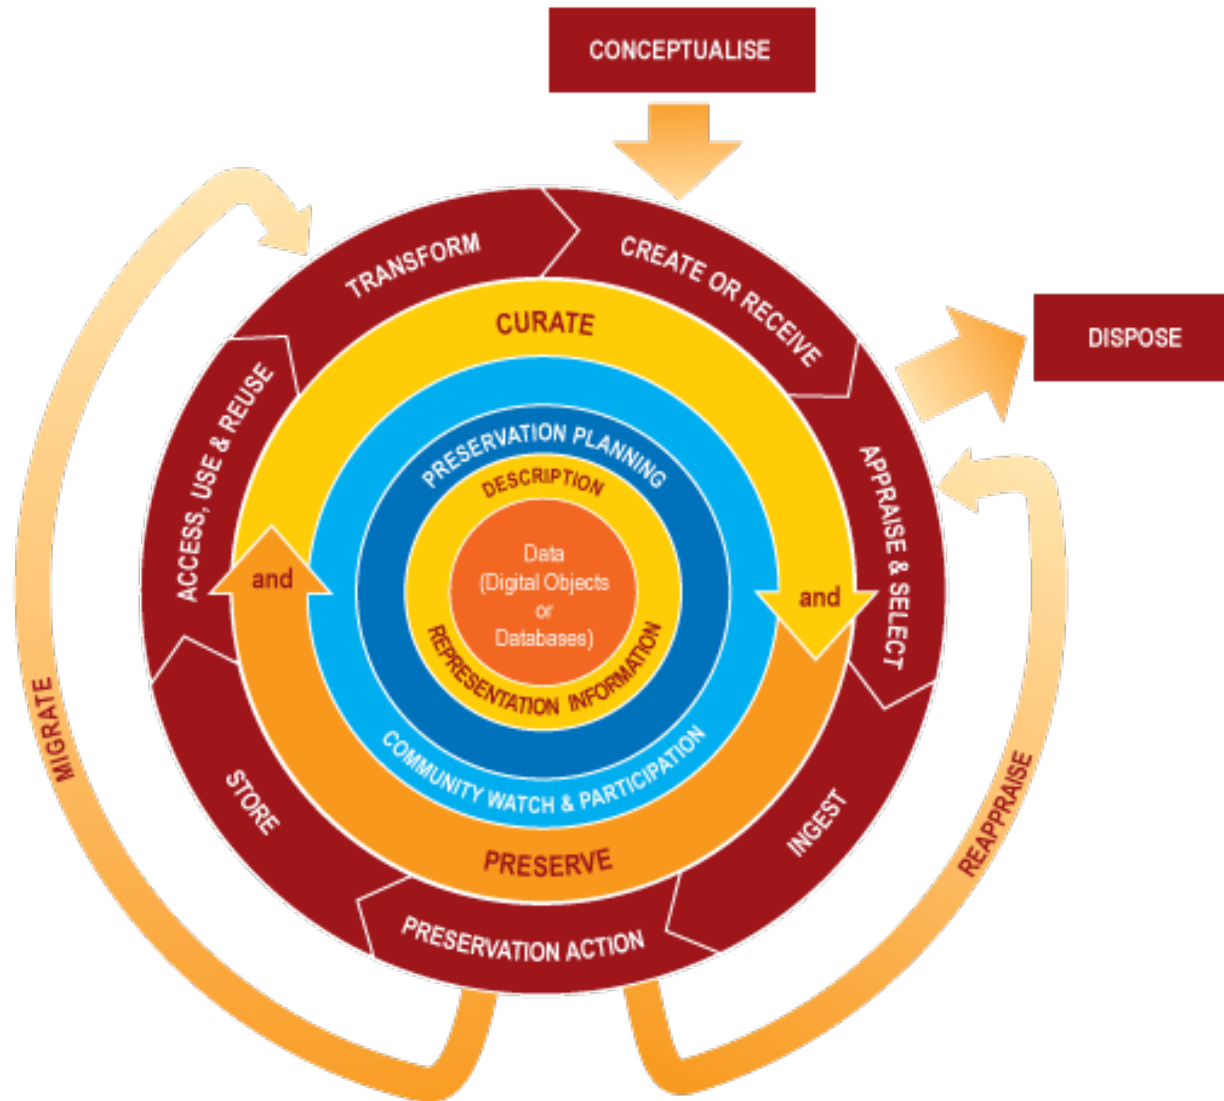 CONCEPTUALISE
CREATE OR RECEIVE
DISPOSE
APPRAISE & SELECT
INGEST
PRESERVATION ACTION
STORE
ACCESS, USE & REUSE
TRANSFORM
CURATE
and
PRESERVE
and
PRESERVATION PLANNING
COMMUNITY WATCH & PARTICIPATION
DESCRIPTION
REPRESENTATION INFORMATION
Data
(Digital Objects
or
Databases)
MIGRATE
REAPPRAISE